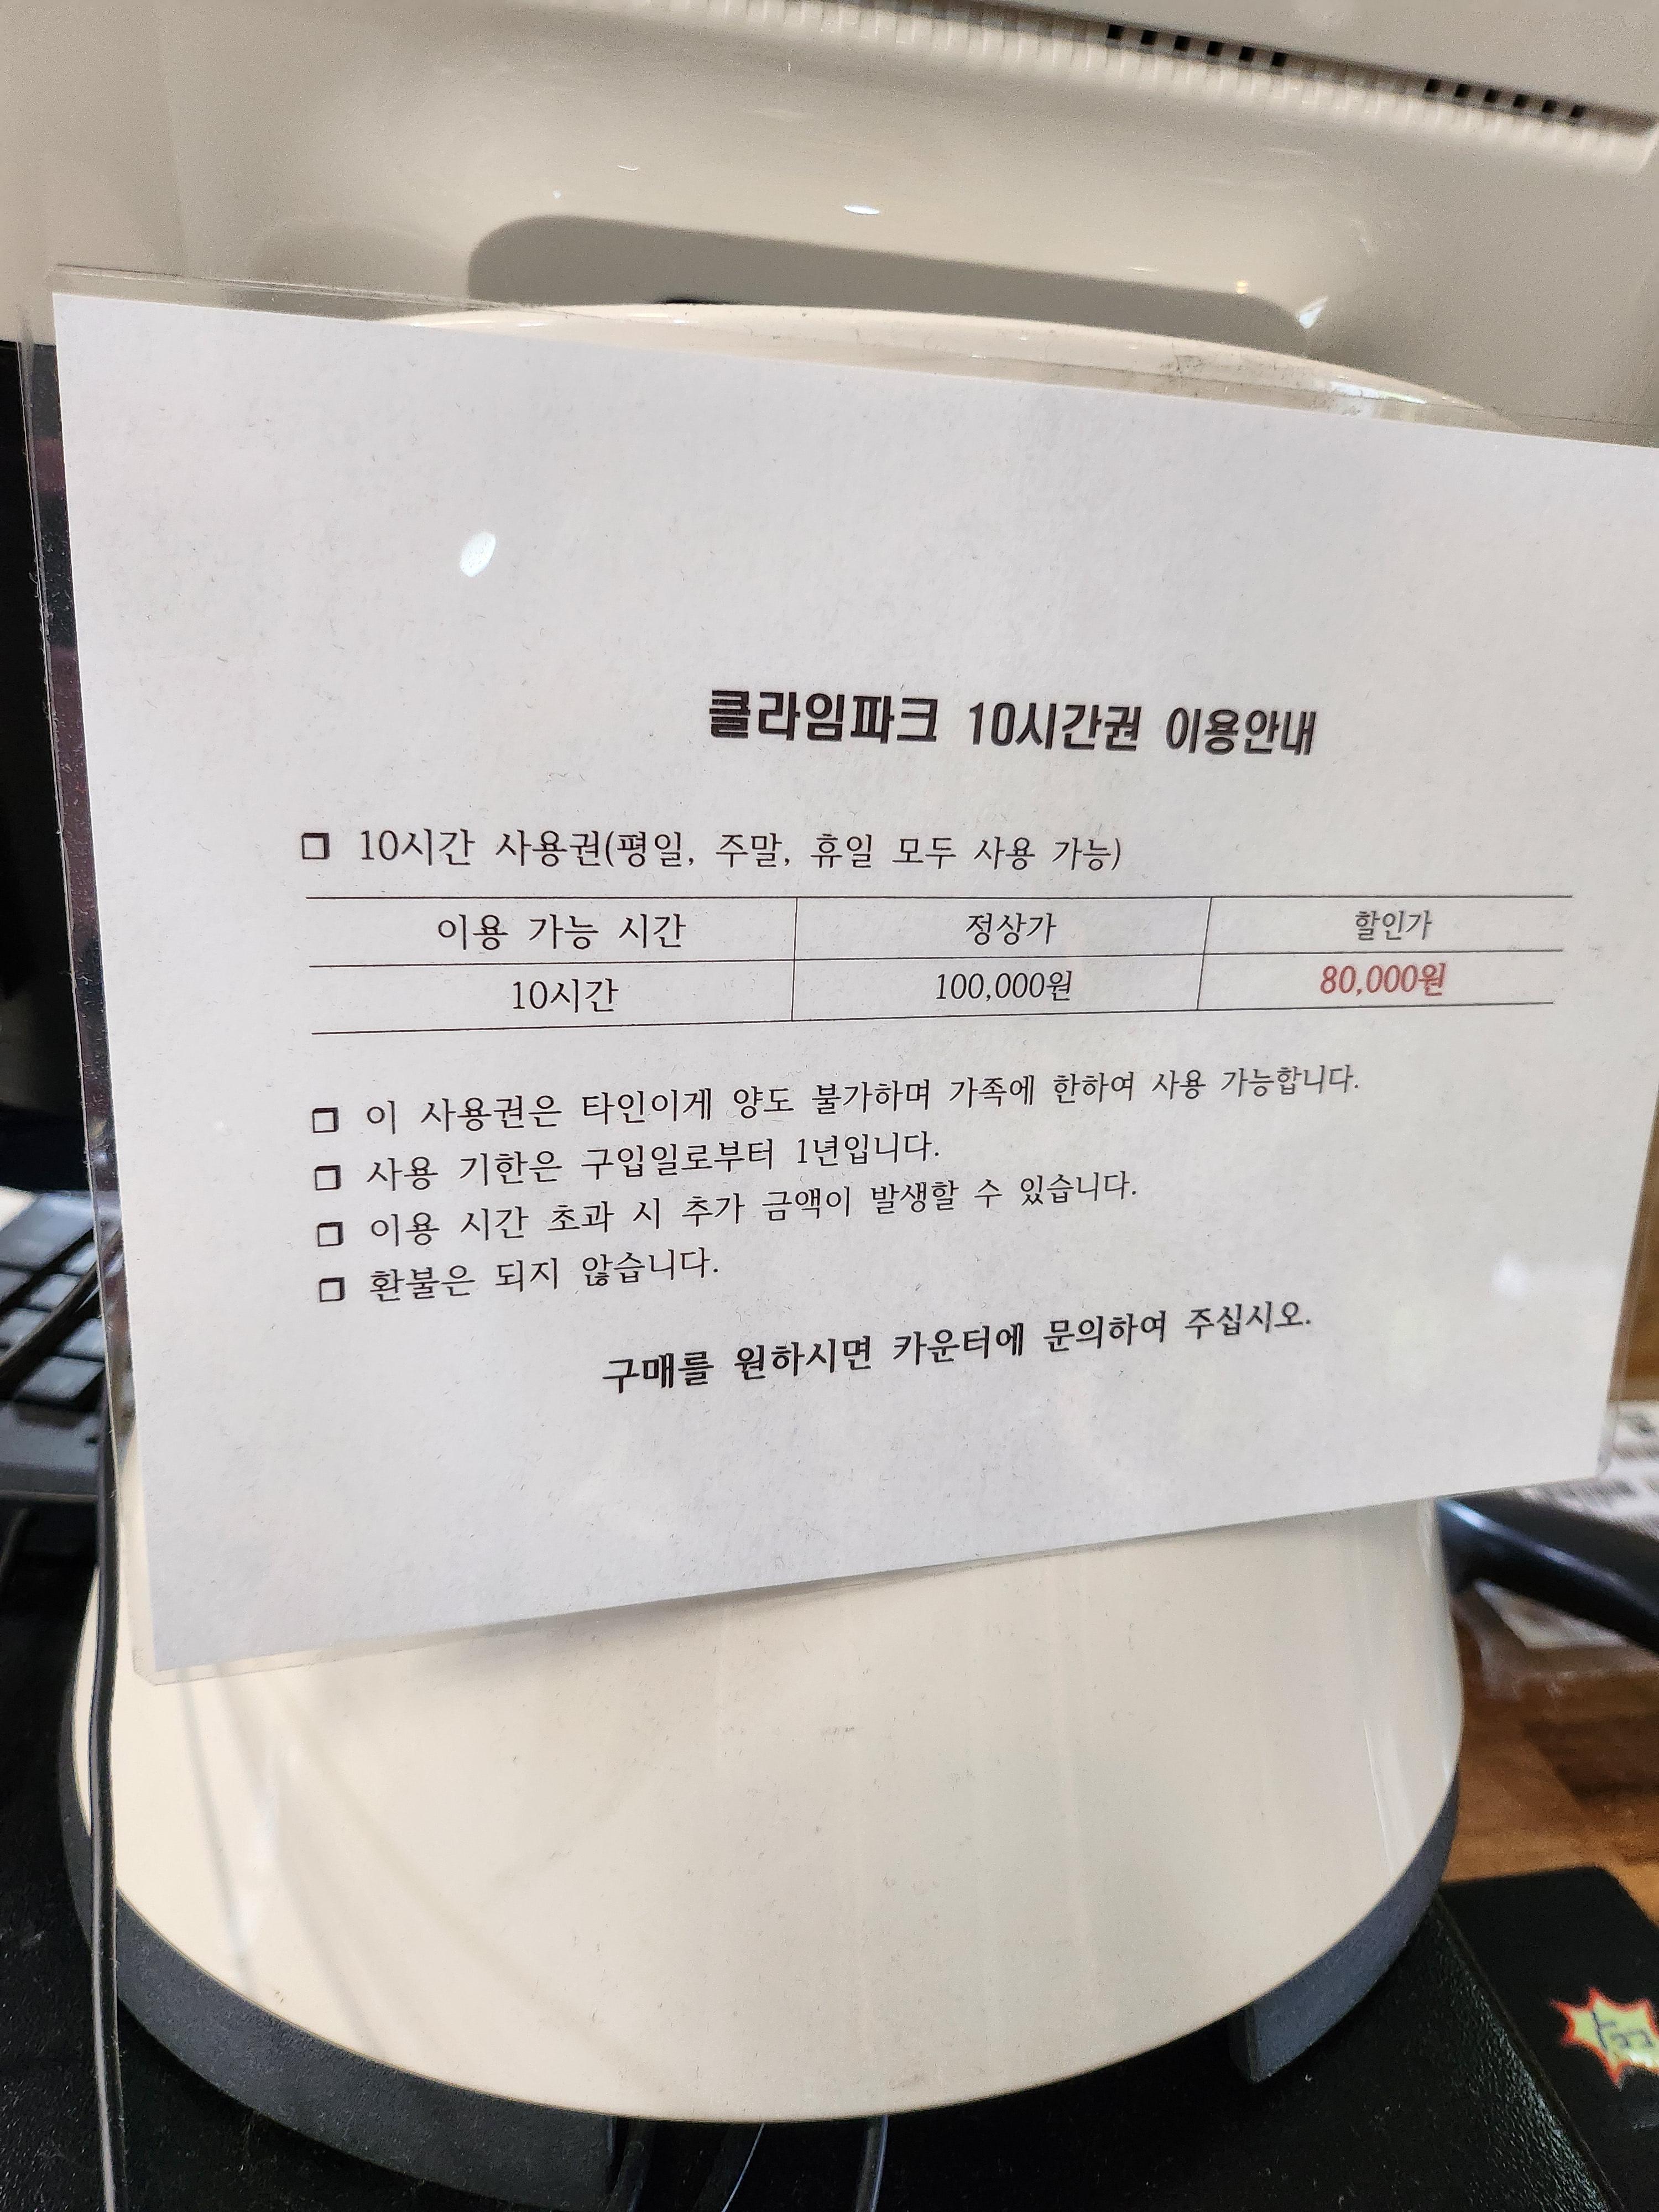 클라임파크 10시간권 이용안내
❒ 10시간 사용권(평일, 주말, 휴일 모두 사용 가능)
이용 가능 시간 정상가 할인가
10시간 100,000원 80,000원
❒ 이 사용권은 타인이게 양도 불가하며 가족에 한하여 사용 가능합니다.
❒ 사용 기한은 구입일로부터 1년입니다.
❒ 이용 시간 초과 시 추가 금액이 발생할 수 있습니다.
❒ 환불은 되지 않습니다.
구매를 원하시면 카운터에 문의하여 주십시오.